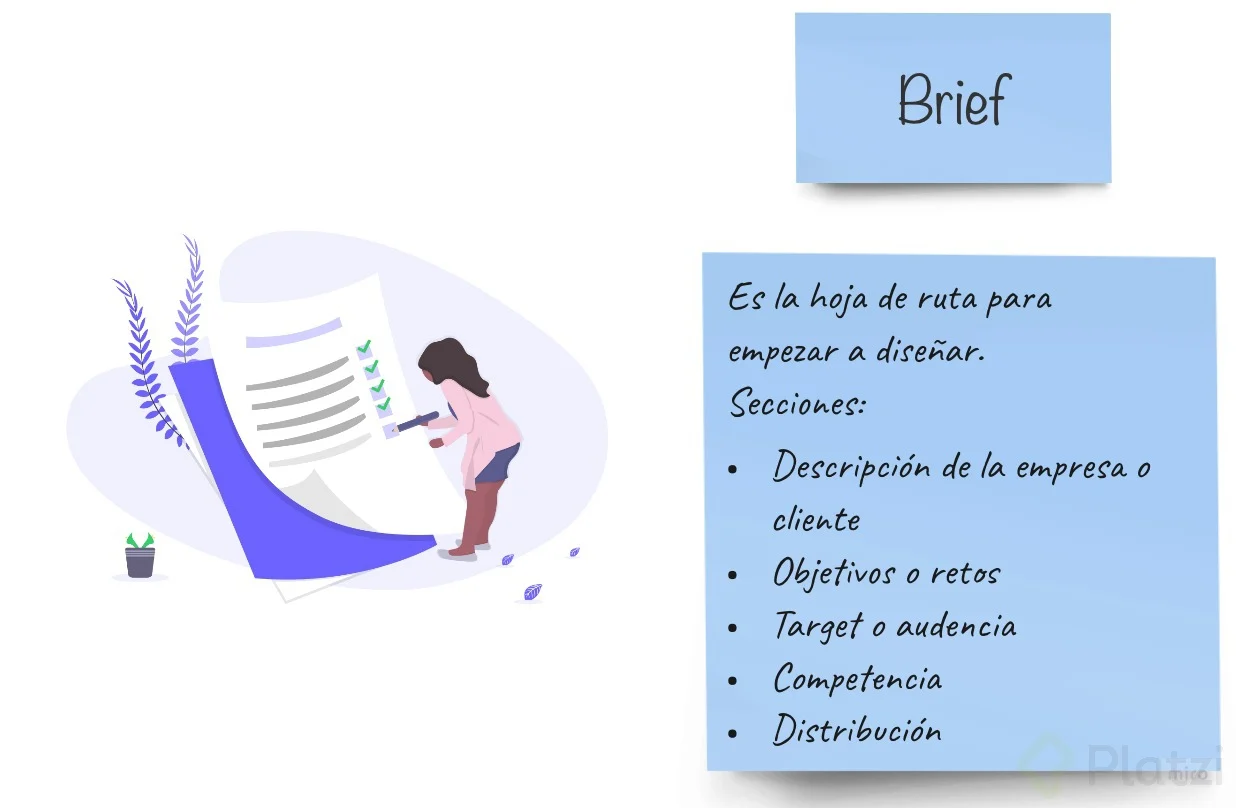 Brief
Es la hoja de ruta para
empezar a diseñar.
Secciones:
• Descripción de la empresa o
cliente
• Objetivos o retos
• Target o audencia
• Competencia
• Distribución
Platzi
miro